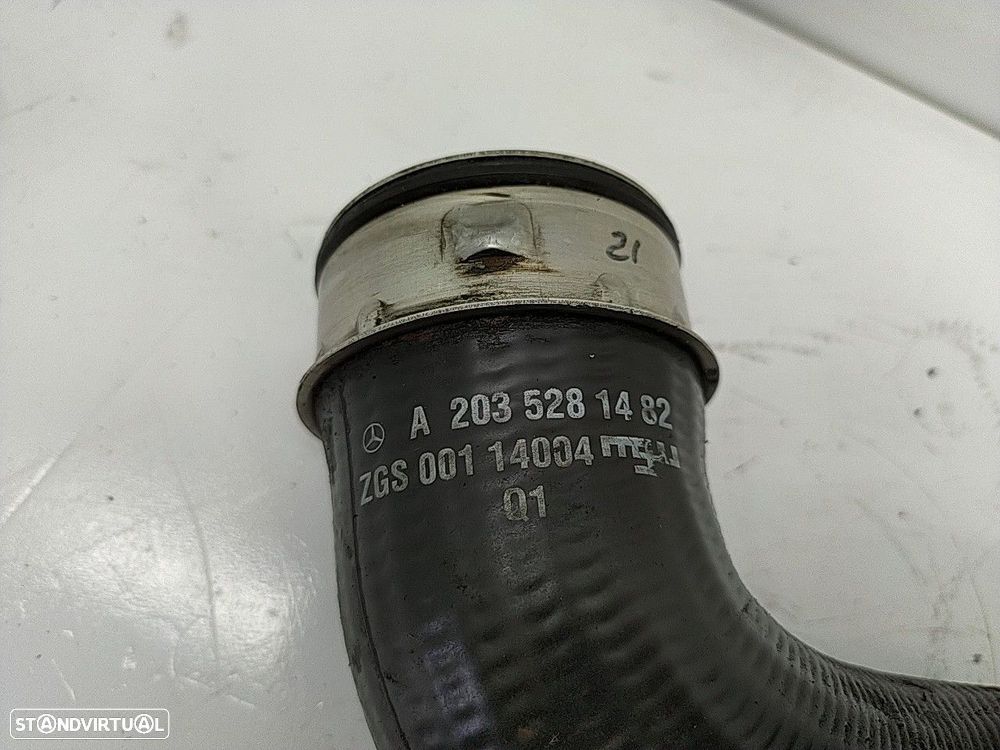 21
A 203 528 14 82
ZGS 001 14004
Q1
STANDVIRTUAL